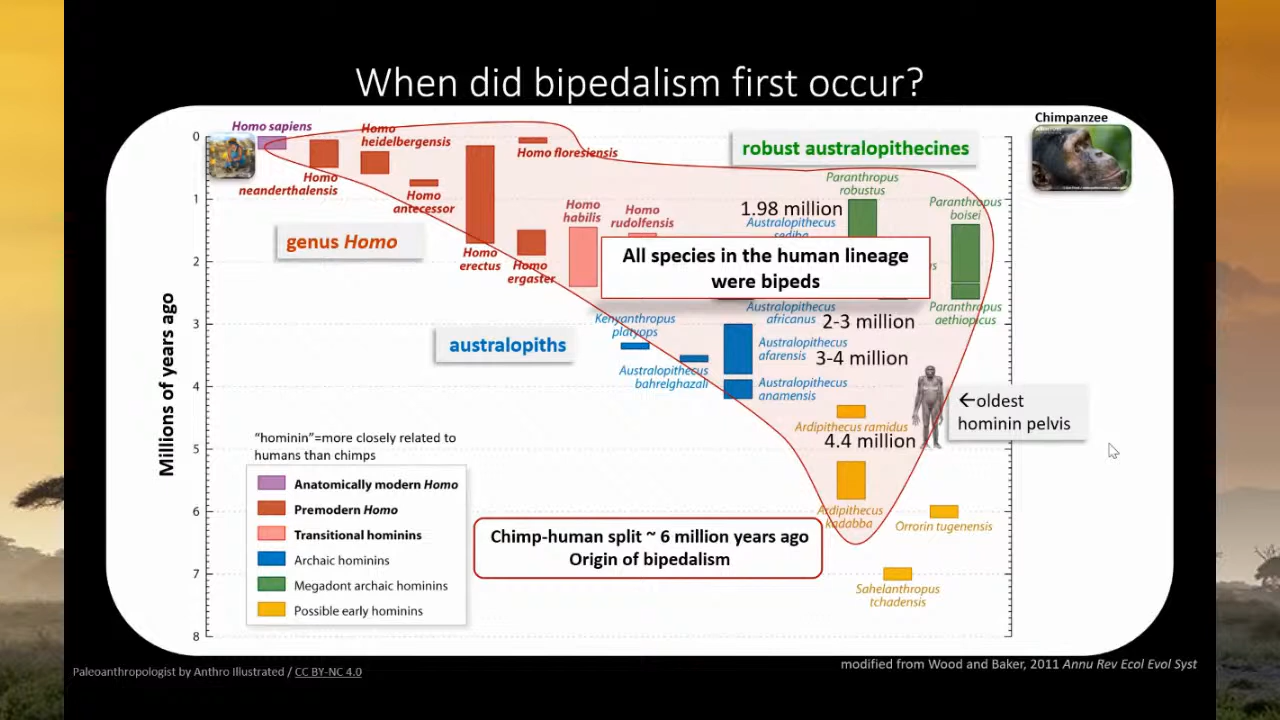 When did bipedalism first occur?
Chimpanzee
Homo sapiens
Homo
heidelbergensis
Homo floresiensis
robust australopithecines
Homo
neanderthalensis
Homo
antecessor
Paranthropus
robustus
Homo
habilis
Homo
rudolfensis
1.98 million
Australopithecus
sediba
Paranthropus
boisei
genus Homo
Homo
erectus
Homo
ergaster
All species in the human lineage
were bipeds
Australopithecus
africanus
2-3 million
Paranthropus
aethiopicus
Kenyanthropus
platyops
australopiths
Australopithecus
afarensis
3-4 million
Australopithecus
bahrelghazali
Australopithecus
anamensis
←oldest
hominin pelvis
Ardipithecus ramidus
4.4 million
Millions of years ago
0
1
2
3
4
5
6
7
8
"hominin"=more closely related to
humans than chimps
Anatomically modern Homo
Premodern Homo
Transitional hominins
Archaic hominins
Megadont archaic hominins
Possible early hominins
Ardipithecus
kadabba
Orrorin tugenensis
Chimp-human split ~ 6 million years ago
Origin of bipedalism
Sahelanthropus
tchadensis
Paleoanthropologist by Anthro Illustrated / CC BY-NC 4.0
modified from Wood and Baker, 2011 Annu Rev Ecol Evol Syst